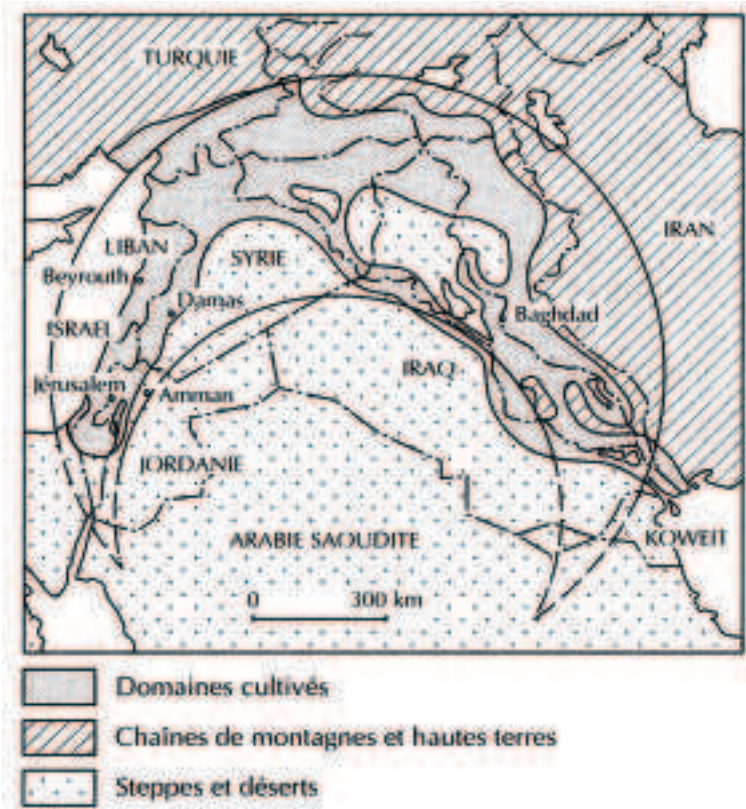 TURQUIE
IRAN
LIBAN
SYRIE
Beyrouth
Damas
Baghdad
ISRAEL
IRAQ
Jérusalem
Amman
JORDANIE
ARABIE SAOUDITE
KOWEIT
0 300 km
Domaines cultivés
Chaînes de montagnes et hautes terres
Steppes et déserts